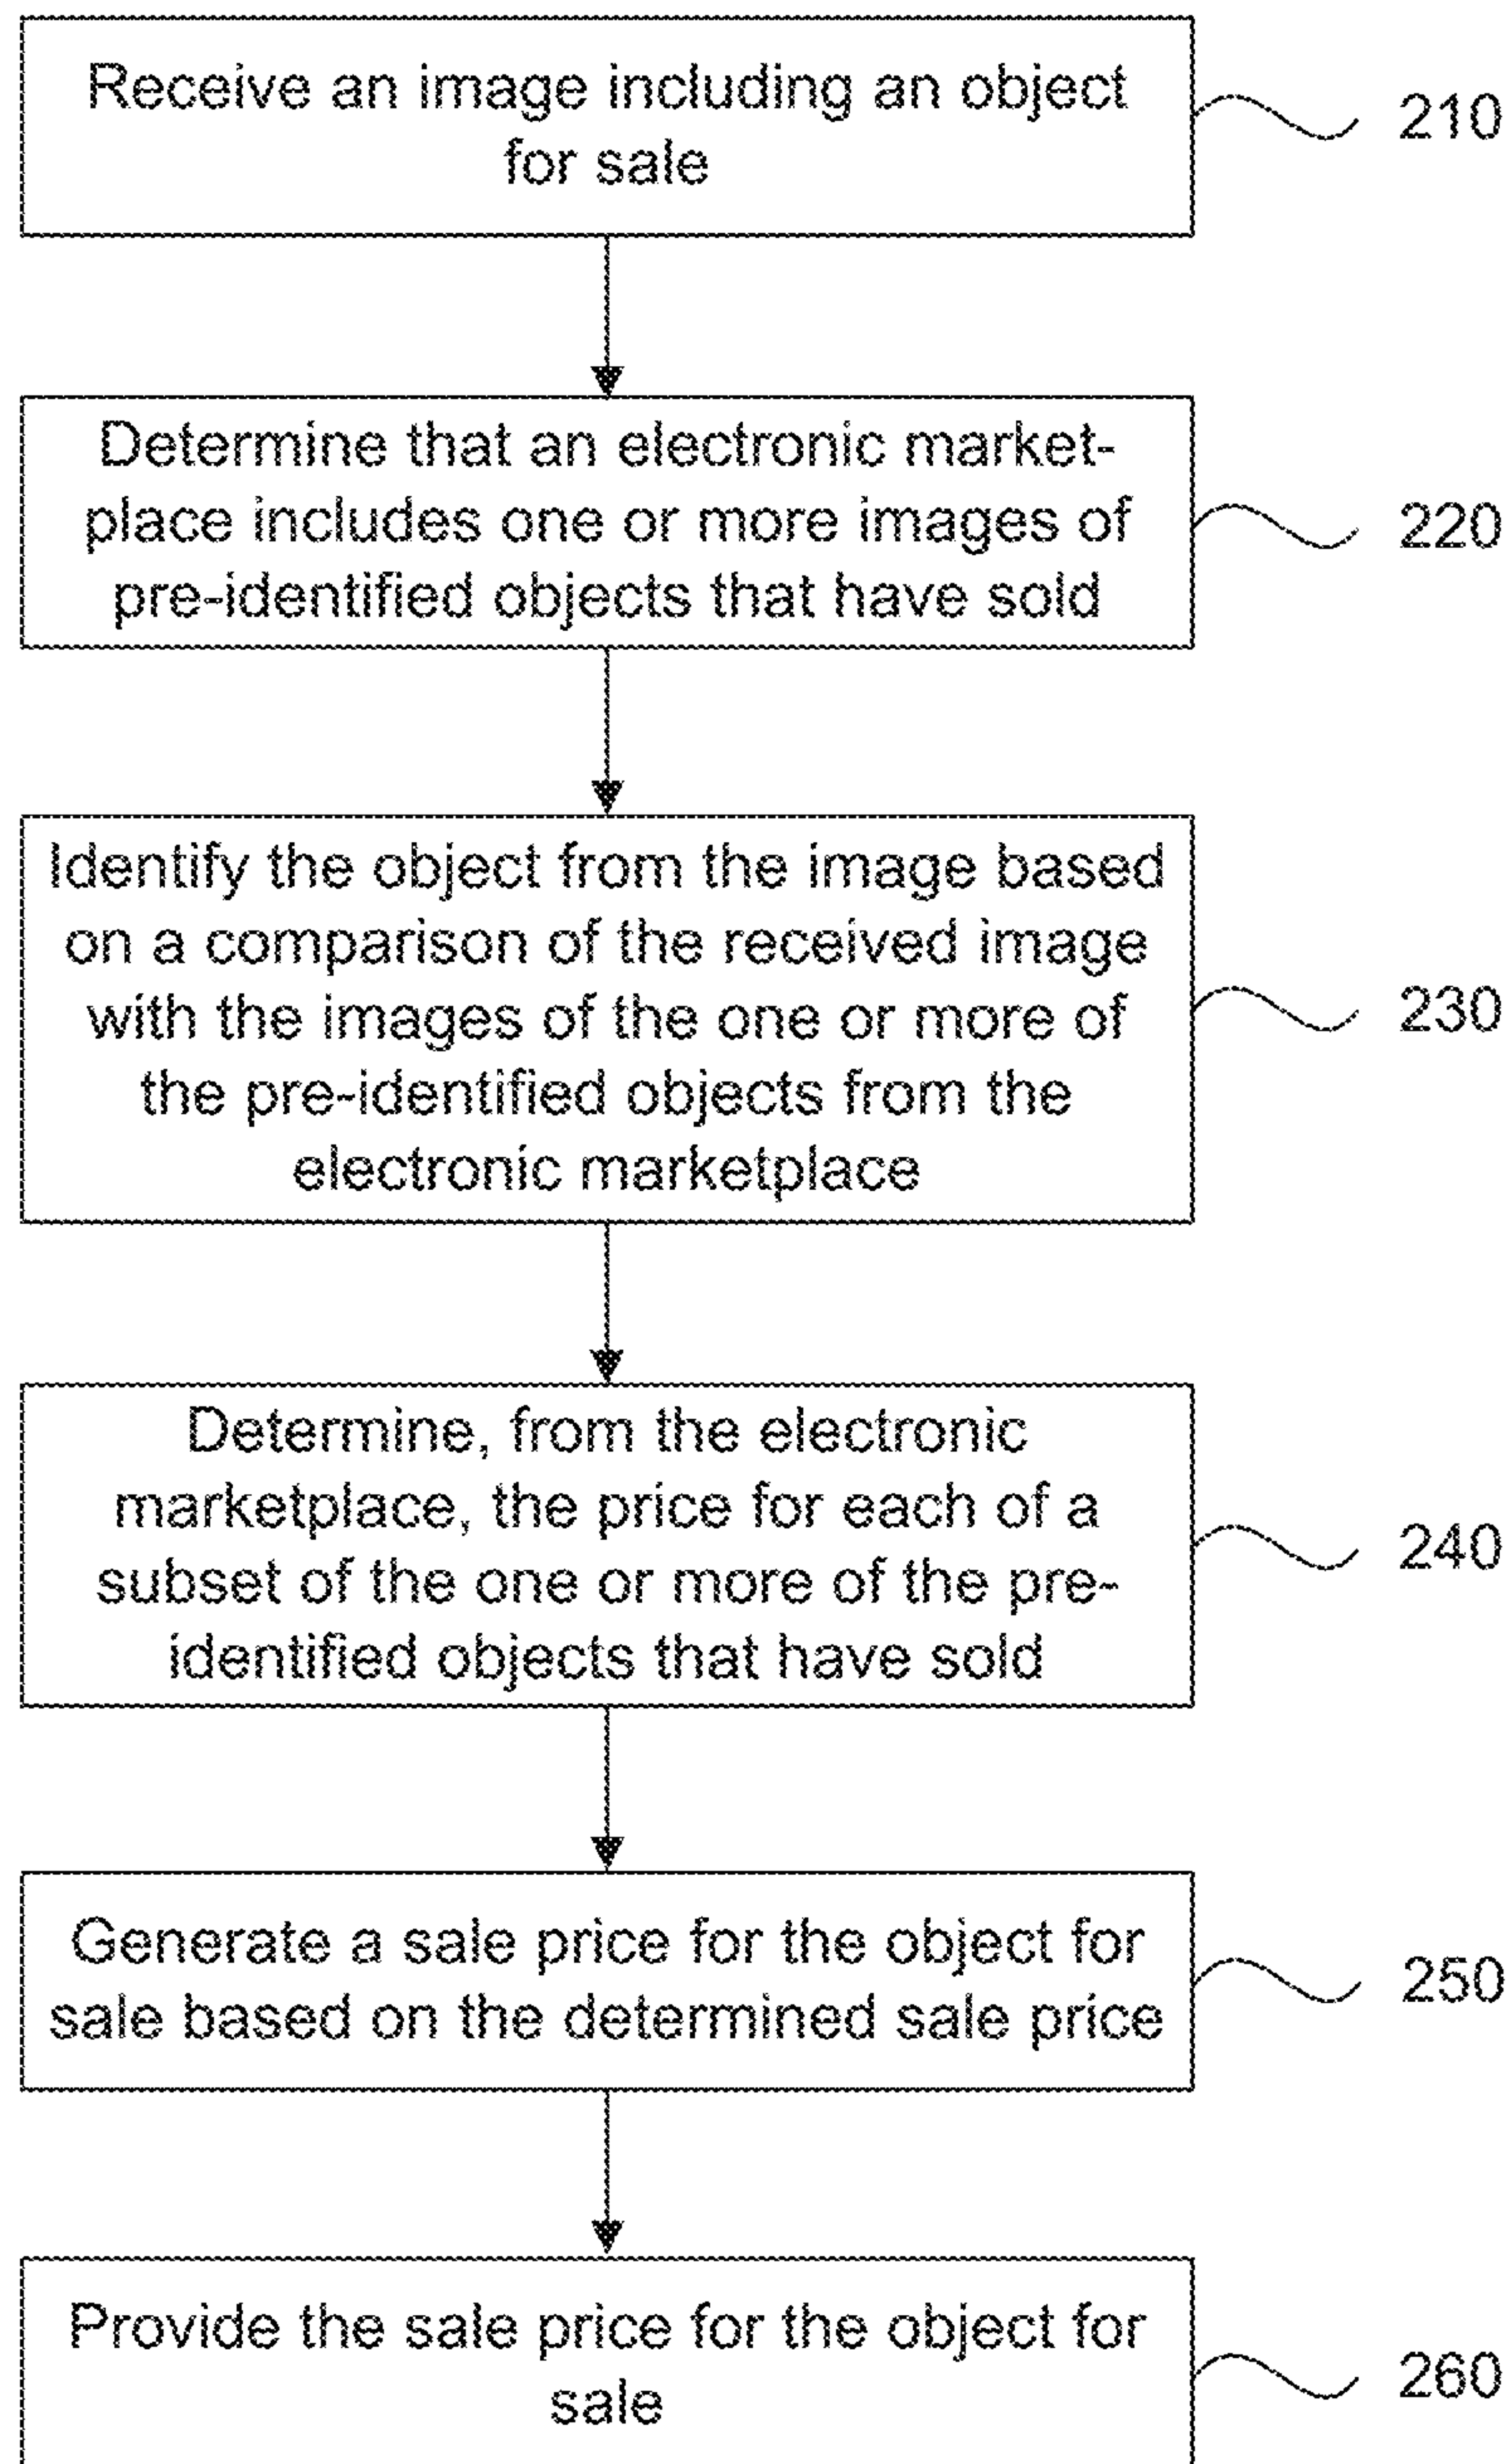 Receive an image including an object
for sale
210
Determine that an electronic market-
place includes one or more images of
pre-identified objects that have sold
220
Identify the object from the image based
on a comparison of the received image
with the images of the one or more of
the pre-identified objects from the
electronic marketplace
230
Determine, from the electronic
marketplace, the price for each of a
subset of the one or more of the pre-
identified objects that have sold
240
Generate a sale price for the object for
sale based on the determined sale price
250
Provide the sale price for the object for
sale
260